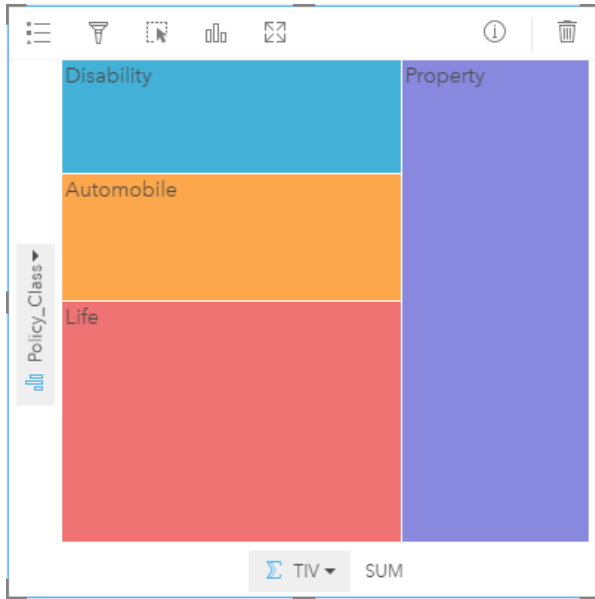 Disability
Property
Automobile
Life
Policy_Class
TIV
SUM